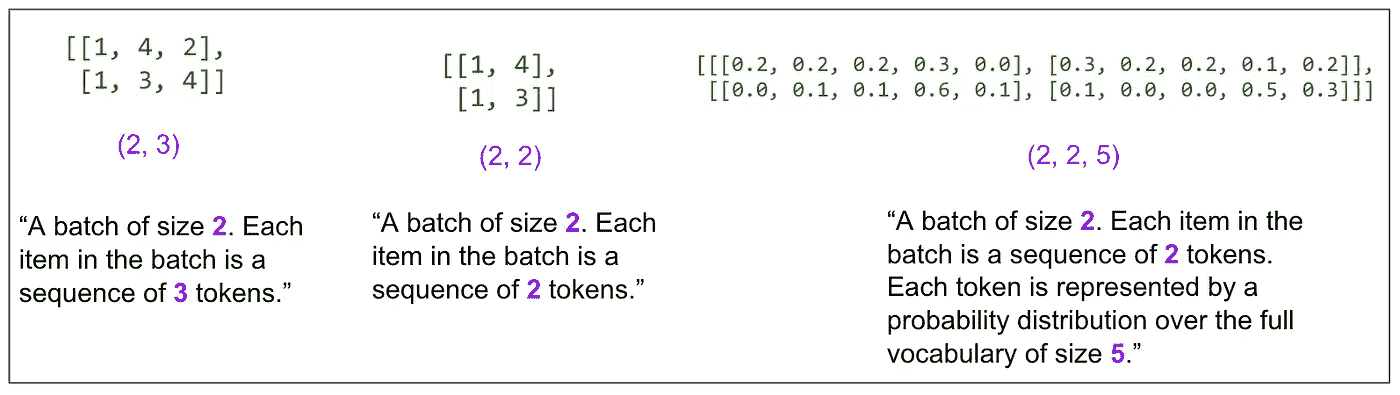 [[1, 4, 2],
[1, 3, 4]]
(2, 3)
“A batch of size 2. Each
item in the batch is a
sequence of 3 tokens.”
[[1, 4],
[1, 3]]
(2, 2)
“A batch of size 2. Each
item in the batch is a
sequence of 2 tokens.”
[[[0.2, 0.2, 0.2, 0.3, 0.0], [0.3, 0.2, 0.2, 0.1, 0.2]],
[[0.0, 0.1, 0.1, 0.6, 0.1], [0.1, 0.0, 0.0, 0.5, 0.3]]]
(2, 2, 5)
“A batch of size 2. Each item in the
batch is a sequence of 2 tokens.
Each token is represented by a
probability distribution over the full
vocabulary of size 5.”